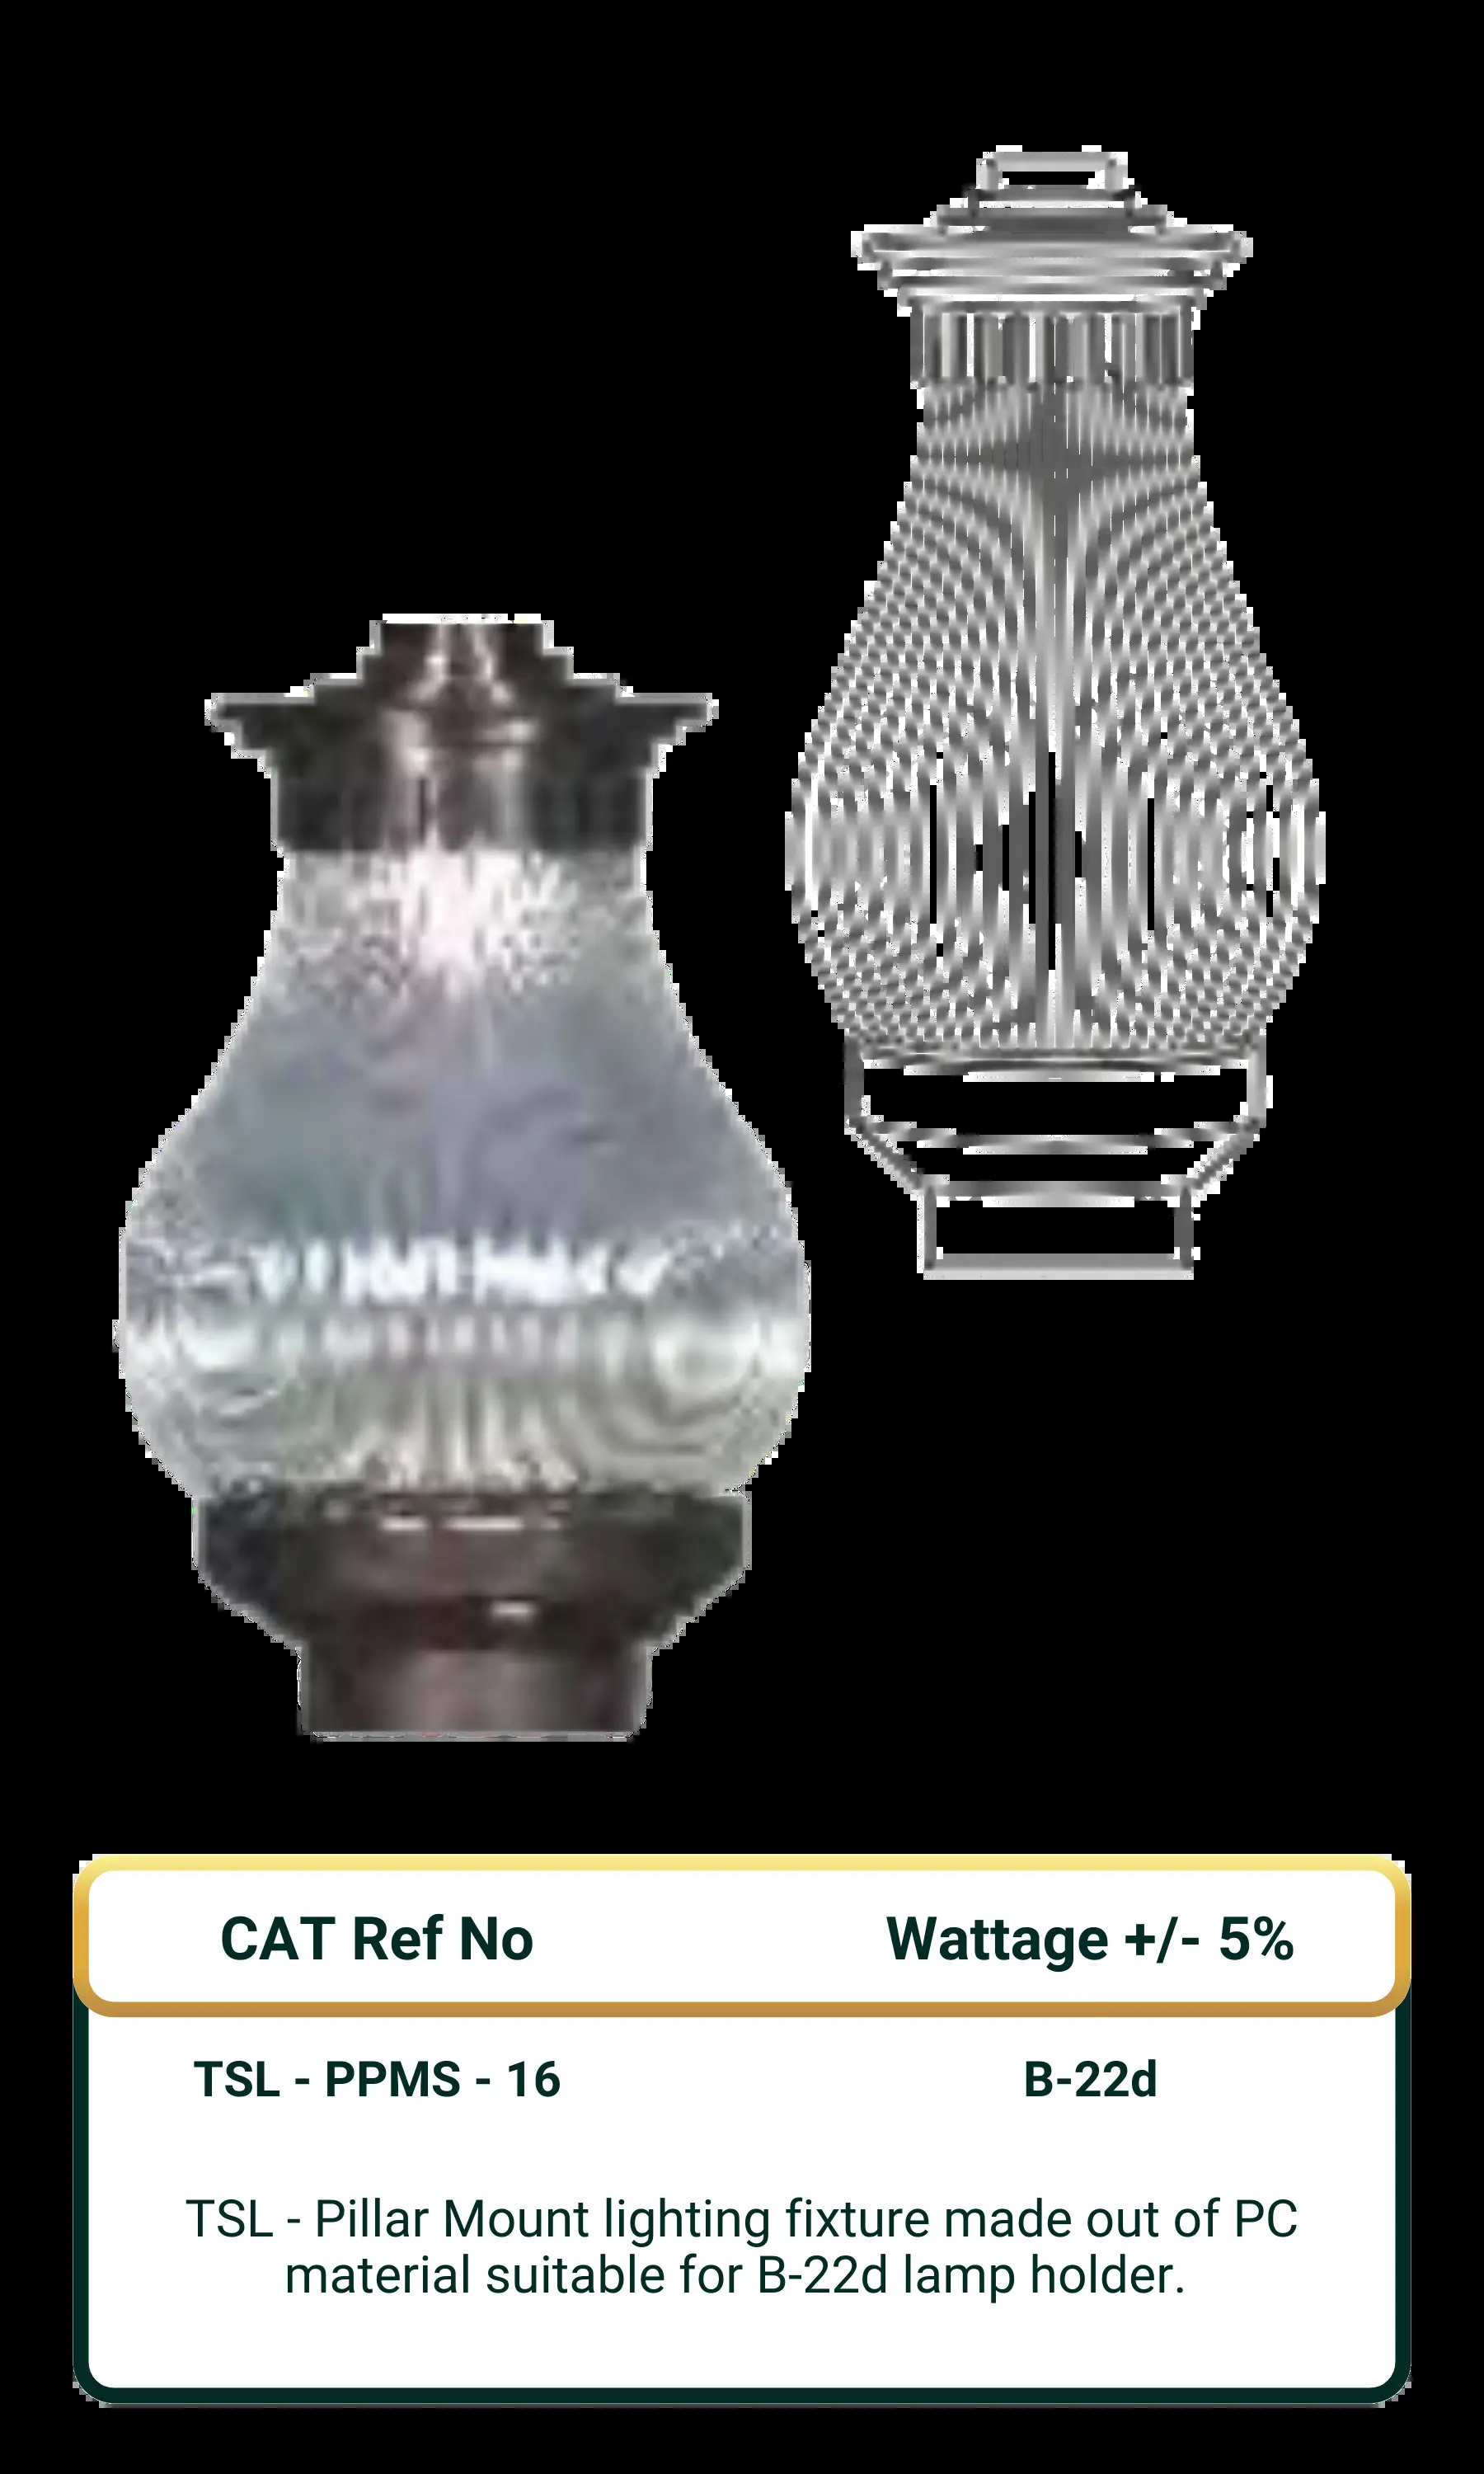 CAT Ref No
Wattage +/- 5%
TSL - PPMS - 16
B-22d
TSL - Pillar Mount lighting fixture made out of PC
material suitable for B-22d lamp holder.